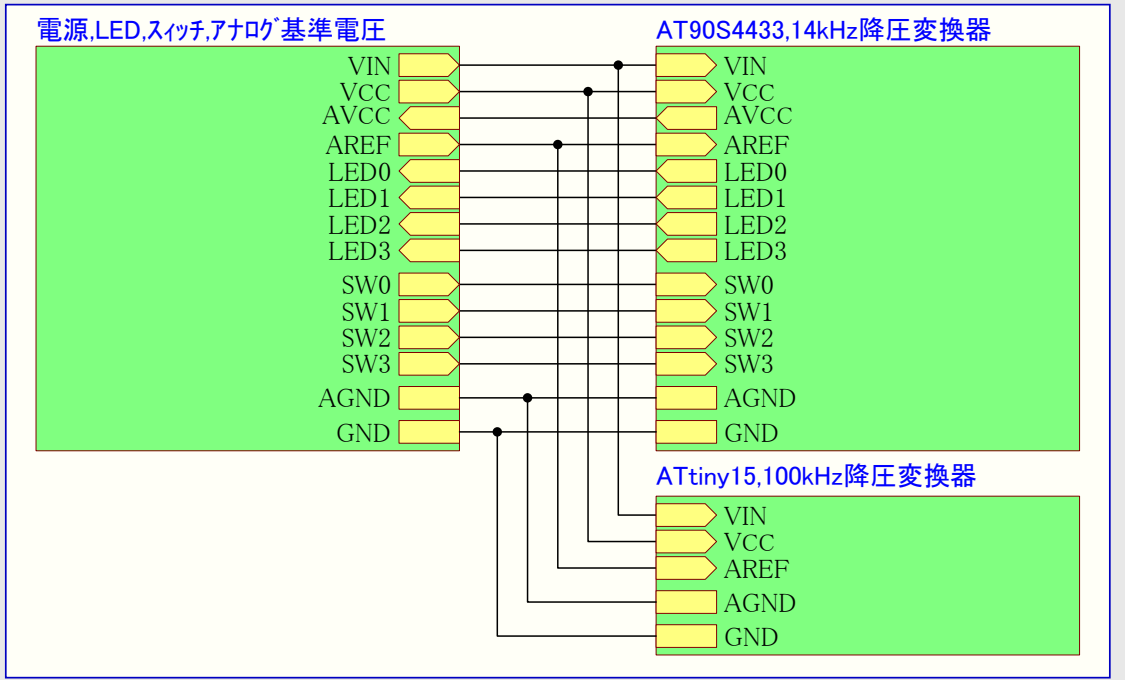 電源,LED,ｽｨｯﾁ,ｱﾅﾛｸﾞ基準電圧
VIN
VCC
AVCC
AREF
LED0
LED1
LED2
LED3
SW0
SW1
SW2
SW3
AGND
GND
AT90S4433,14kHz降圧変換器
VIN
VCC
AVCC
AREF
LED0
LED1
LED2
LED3
SW0
SW1
SW2
SW3
AGND
GND
ATtiny15,100kHz降圧変換器
VIN
VCC
AREF
AGND
GND